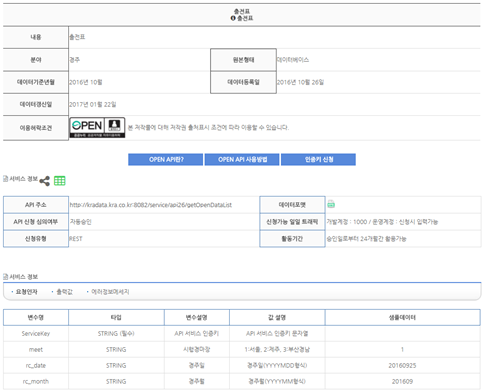 출전표
출전표
내용 출전표
분야 경주 원본형태 데이터베이스
데이터기준년월 2016년 10월 데이터등록일 2016년 10월 26일
데이터갱신일 2017년 01월 22일
이용허락조건 OPEN 본 저작물은 대하 저작권 출처표시 조건에 따라 이용할 수 있습니다.
OPEN API란? OPEN API 사용방법 인증키 신청
서비스 정보
API 주소 http://kradata.kra.co.kr:8082/service/api26/getOpenDataList 데이터포맷
API 신청 심의여부 자동승인 신청가능 일일 트래픽 개발계정 : 1000 / 운영계정 : 신청시 입력가능
신청유형 REST 활용기간 승인일로부터 24개월간 활용가능
서비스 정보
· 요청인자 · 출력값 · 에러정보메세지
변수명 타입 변수설명 값 설명 샘플데이터
ServiceKey STRING (필수) API 서비스 인증키 API 서비스 인증키 문자열
meet STRING 시행경마장 1:서울, 2:제주, 3:부산경남 1
rc_date STRING 경주일 경주일(YYYYMMDD형식) 20160925
rc_month STRING 경주월 경주월(YYYYMM형식) 201609